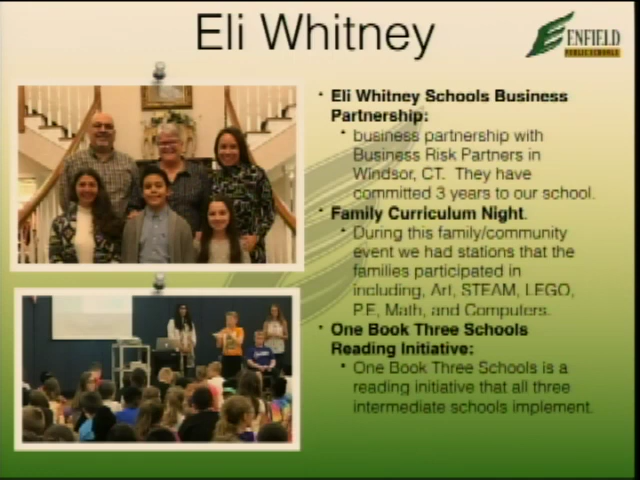 Eli Whitney
ENFIELD
PUBLIC SCHOOLS
• Eli Whitney Schools Business
Partnership:
• business partnership with
Business Risk Partners in
Windsor, CT. They have
committed 3 years to our school.
• Family Curriculum Night.
• During this family/community
event we had stations that the
families participated in
including, Art, STEAM, LEGO,
P.E, Math, and Computers.
• One Book Three Schools
Reading Initiative:
• One Book Three Schools is a
reading initiative that all three
intermediate schools implement.